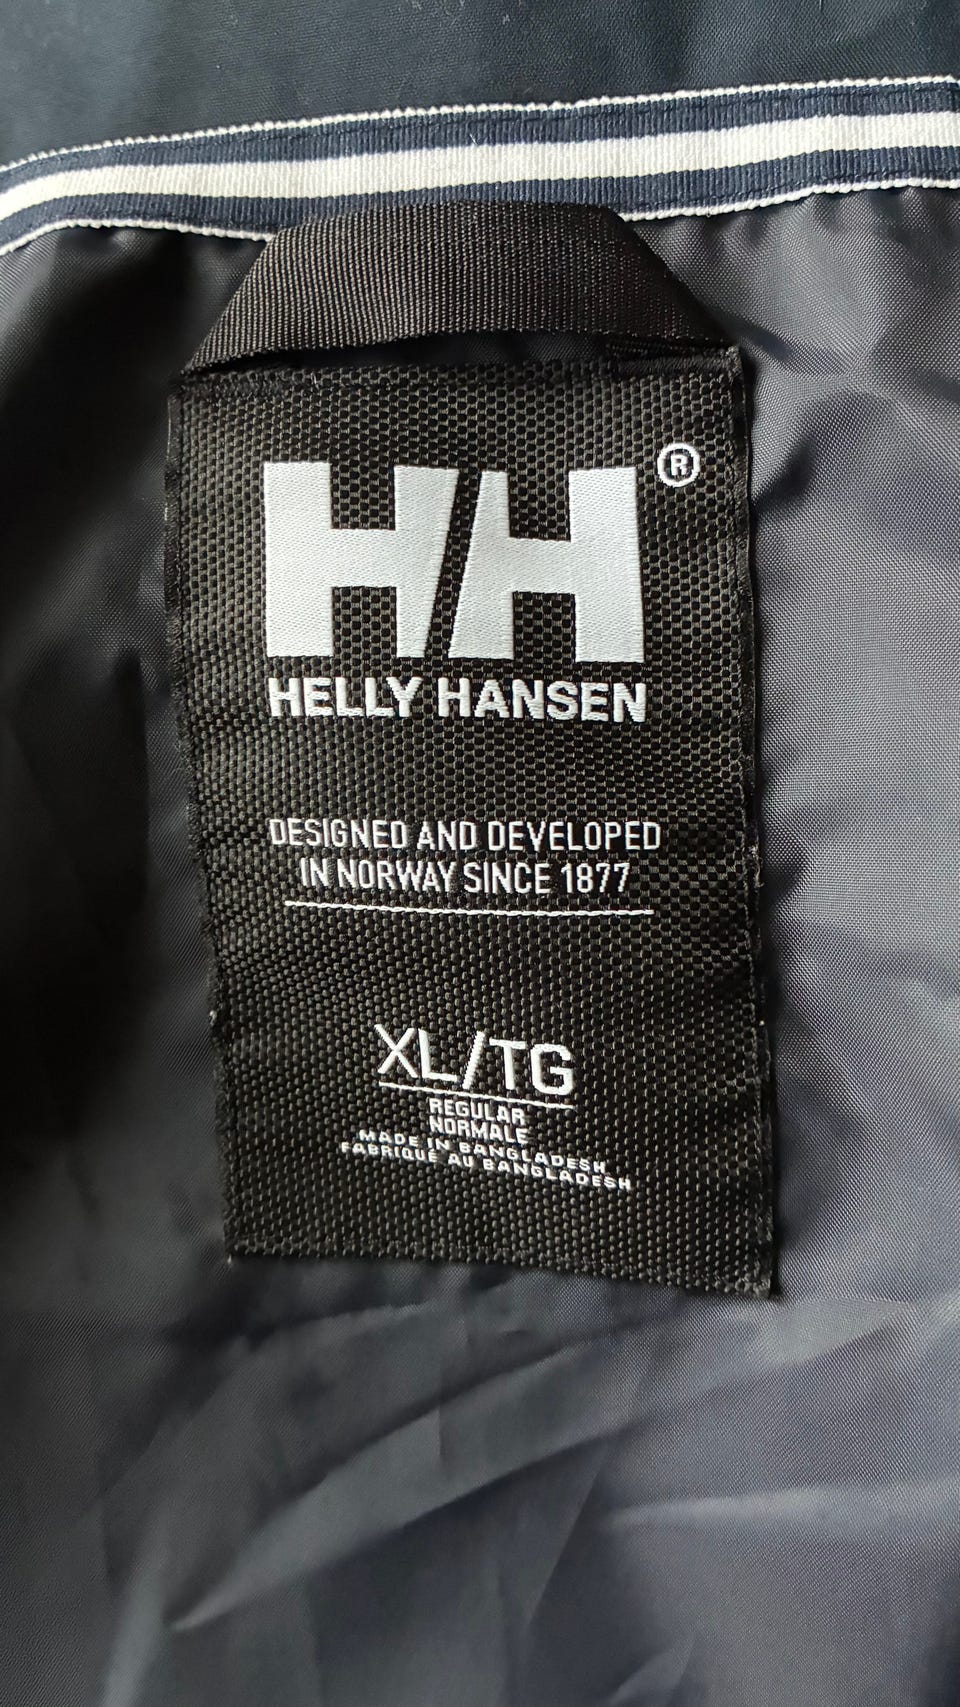 HH®
HELLY HANSEN
DESIGNED AND DEVELOPED
IN NORWAY SINCE 1877
XL/TG
REGULAR
NORMALE
MADE IN BANGLADESH
FABRIQUE AU BANGLADESH